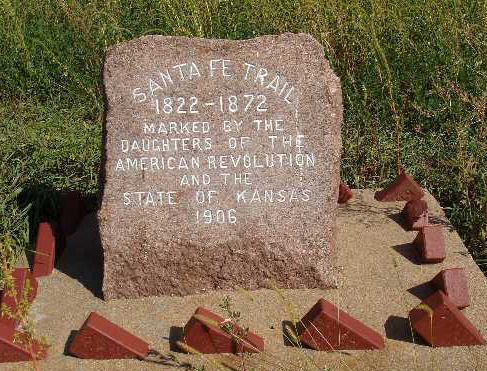 SANTA FE TRAIL
1822-1872
MARKED BY THE
DAUGHTERS OF THE
AMERICAN REVOLUTION
AND THE
STATE OF KANSAS
1906